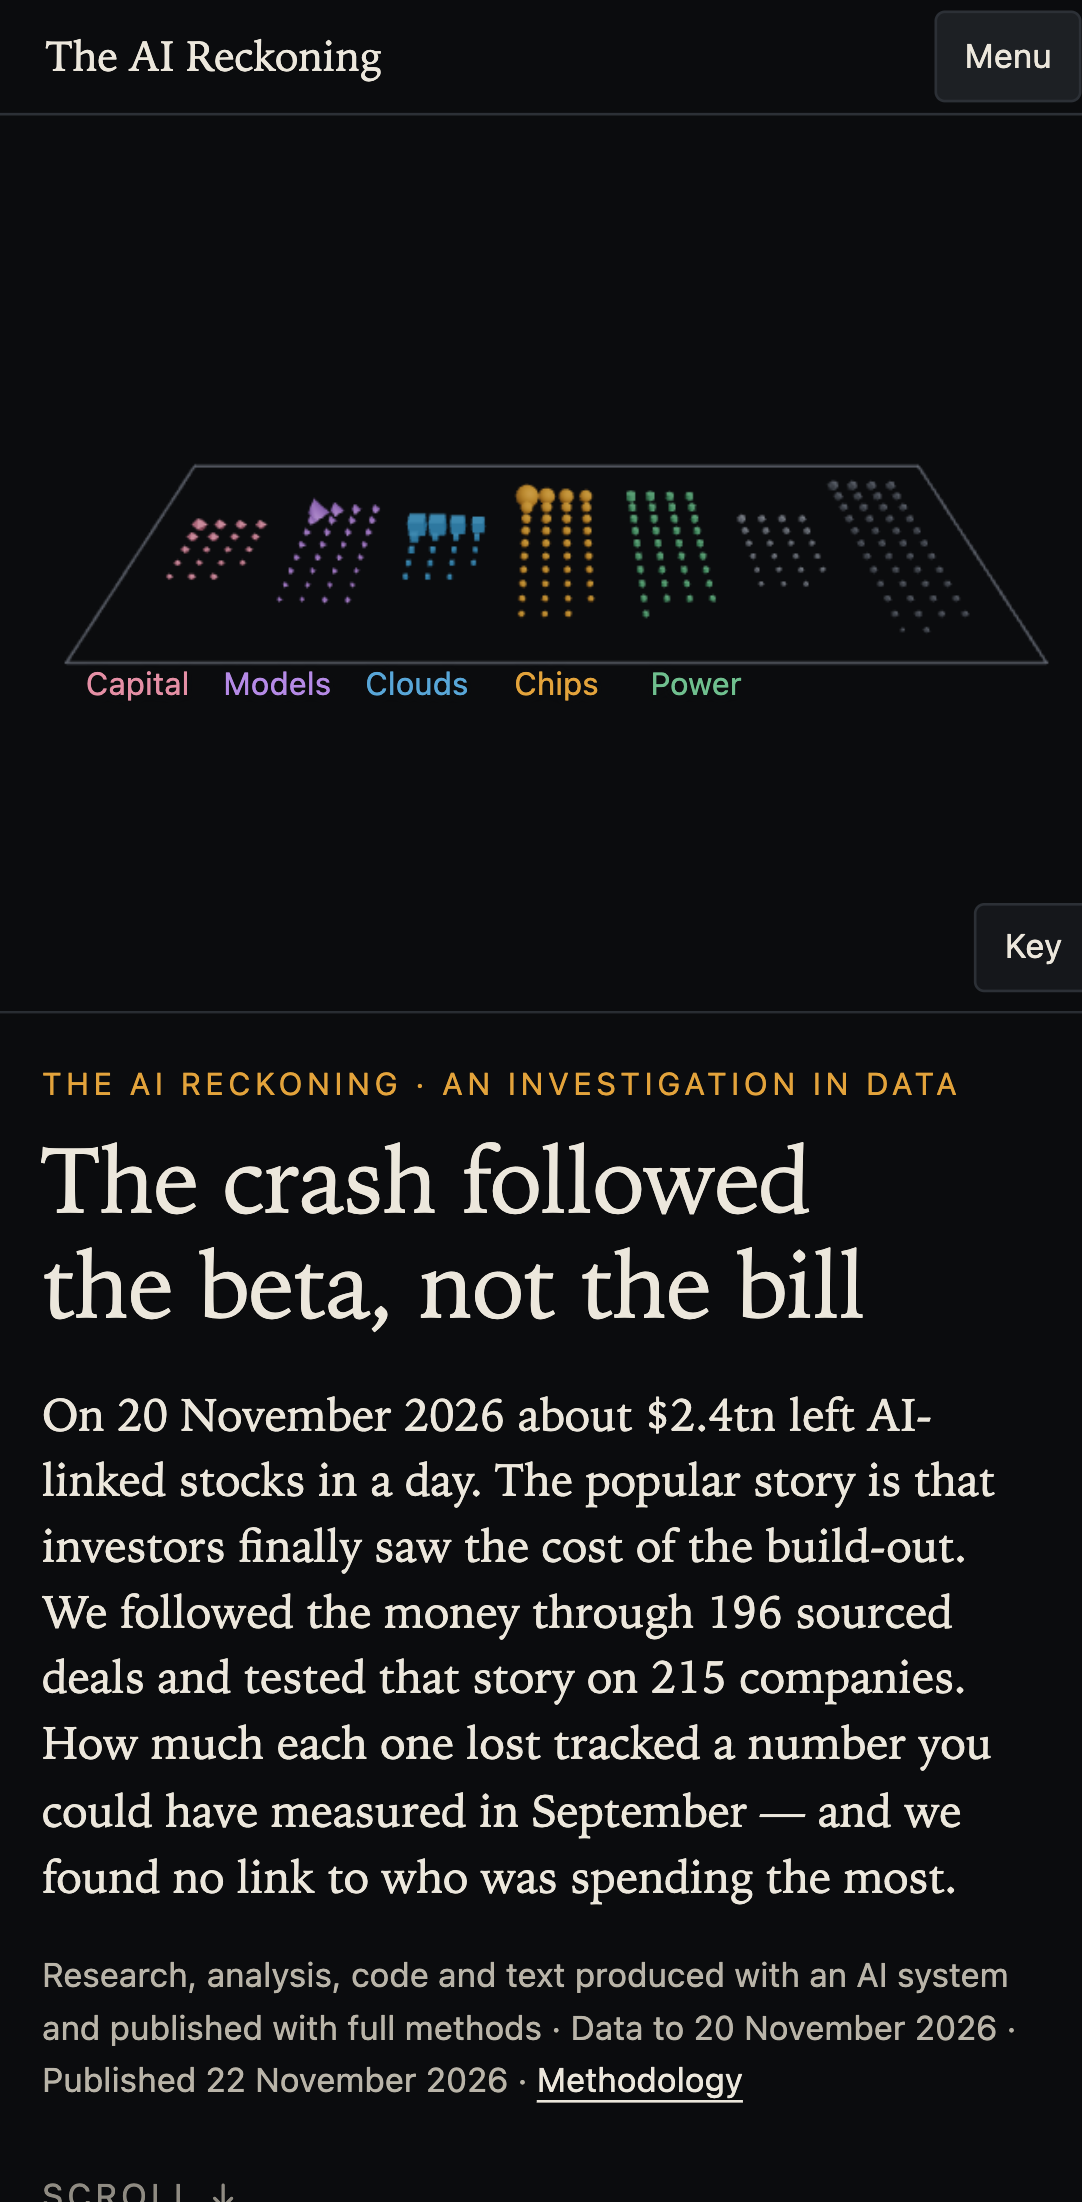 The AI Reckoning
Menu
Capital
Models
Clouds
Chips
Power
Key
THE AI RECKONING · AN INVESTIGATION IN DATA
The crash followed
the beta, not the bill
On 20 November 2026 about $2.4tn left AI-
linked stocks in a day. The popular story is that
investors finally saw the cost of the build-out.
We followed the money through 196 sourced
deals and tested that story on 215 companies.
How much each one lost tracked a number you
could have measured in September — and we
found no link to who was spending the most.
Research, analysis, code and text produced with an AI system
and published with full methods · Data to 20 November 2026 ·
Published 22 November 2026 · Methodology
SCROLL ↓